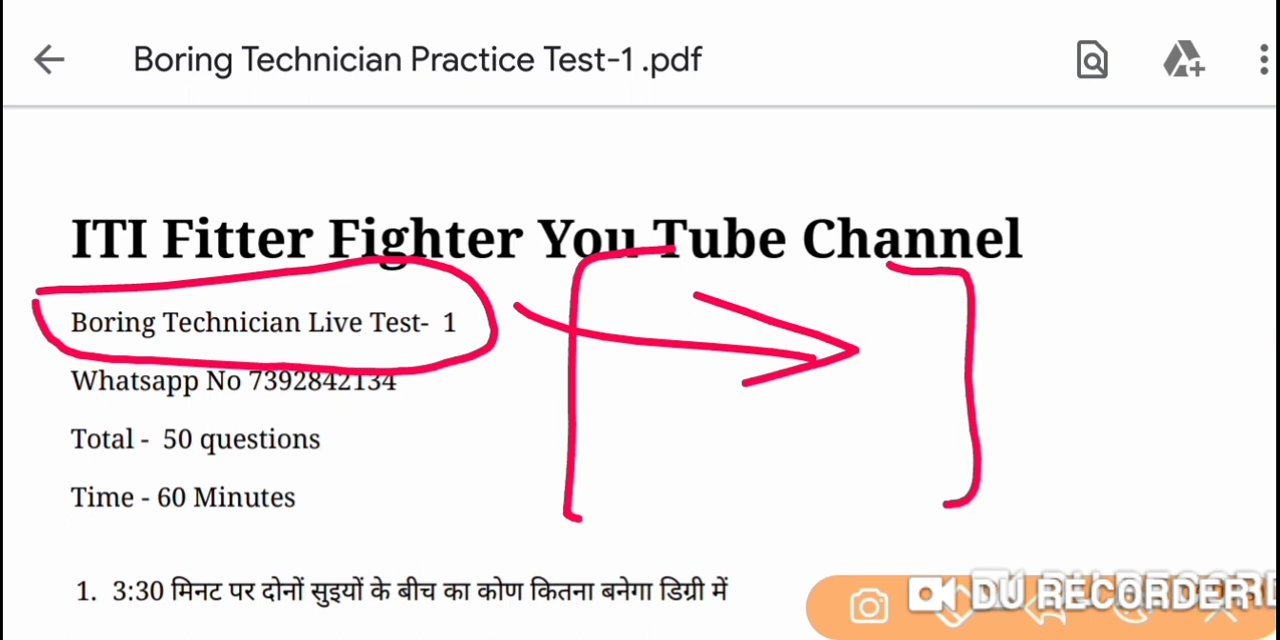 Boring Technician Practice Test-1 .pdf
ITI Fitter Fighter You Tube Channel
Boring Technician Live Test- 1
Whatsapp No 7392842134
Total - 50 questions
Time - 60 Minutes
1. 3:30 मिनट पर दोनों सुइयों के बीच का कोण कितना बनेगा डिग्री में
DU RECORDER